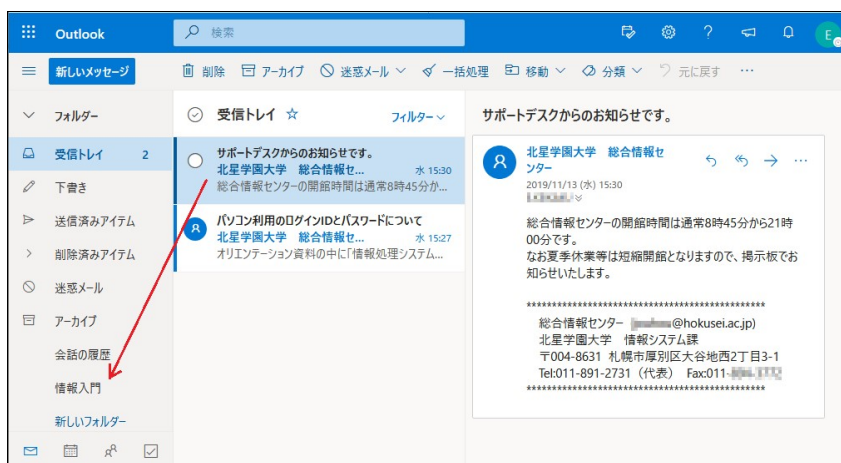 Outlook
検索
E
新しいメッセージ
削除 アーカイブ 迷惑メール 一括処理 移動 分類 元に戻す …
フォルダー
受信トレイ 2
下書き
送信済みアイテム
削除済みアイテム
迷惑メール
アーカイブ
会話の履歴
情報入門
新しいフォルダー
受信トレイ ☆ フィルター
サポートデスクからのお知らせです。
北星学園大学 総合情報セ... 水 15:30
総合情報センターの開館時間は通常8時45分か...
パソコン利用のログインIDとパスワードについて
北星学園大学 総合情報セ... 水 15:27
オリエンテーション資料の中に「情報処理システム...
サポートデスクからのお知らせです。
北星学園大学 総合情報セ
ンター
2019/11/13 (水) 15:30
総合情報センターの開館時間は通常8時45分から21時
00分です。
なお夏季休業等は短縮開館となりますので、掲示板でお
知らせいたします。
**********************************************
総合情報センター @hokusei.ac.jp)
北星学園大学 情報システム課
〒004-8631 札幌市厚別区大谷地西2丁目3-1
Tel:011-891-2731（代表） Fax:011-
**********************************************